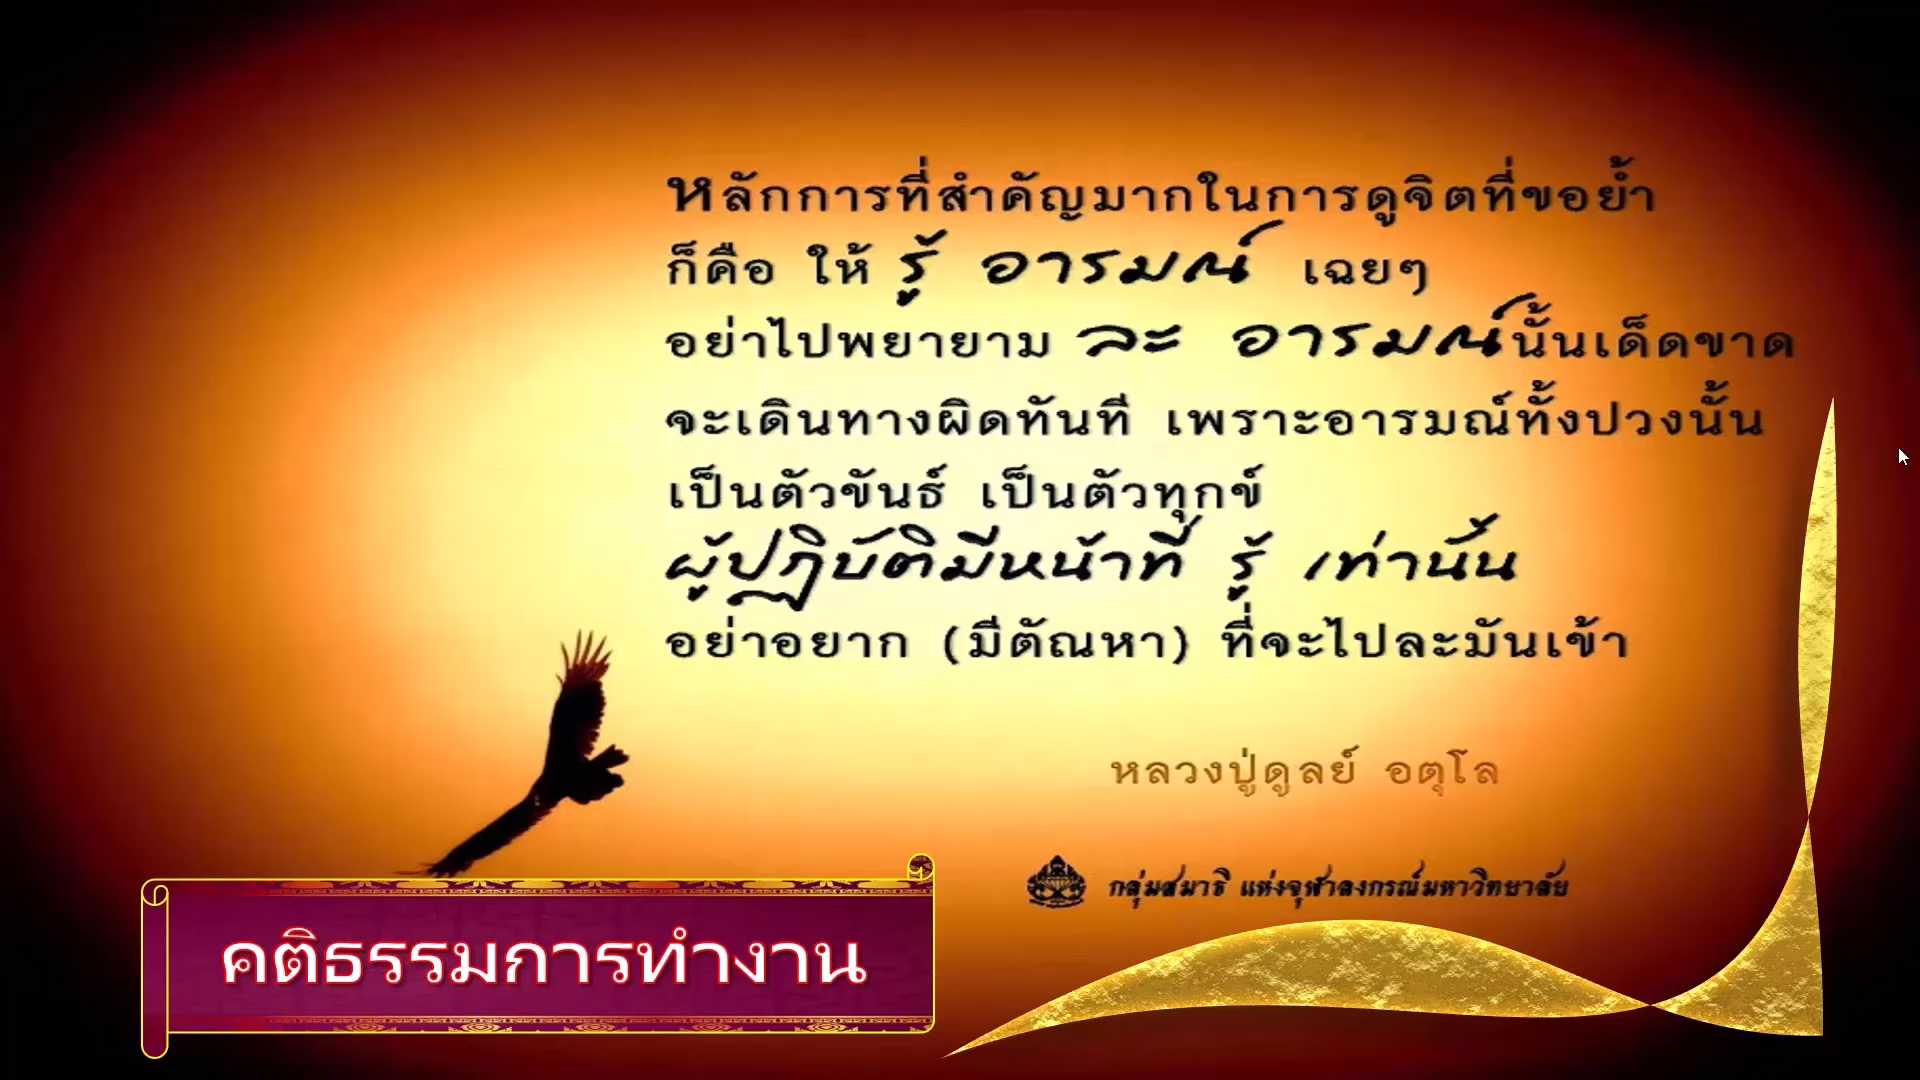 หลักการที่สำคัญมากในการดูจิตที่ขอย้ำ
ก็คือ ให้ รู้ อารมณ์ เฉยๆ
อย่าไปพยายาม ละ อารมณ์นั้นเด็ดขาด
จะเดินทางผิดทันที เพราะอารมณ์ทั้งปวงนั้น
เป็นตัวขันธ์ เป็นตัวทุกข์
ผู้ปฏิบัติมีหน้าที่ รู้ เท่านั้น
อย่าอยาก (มีตัณหา) ที่จะไปละมันเข้า
หลวงปู่ดูลย์ อตุโล
กลุ่มสมาธิ แห่งจุฬาลงกรณ์มหาวิทยาลัย
คติธรรมการทำงาน